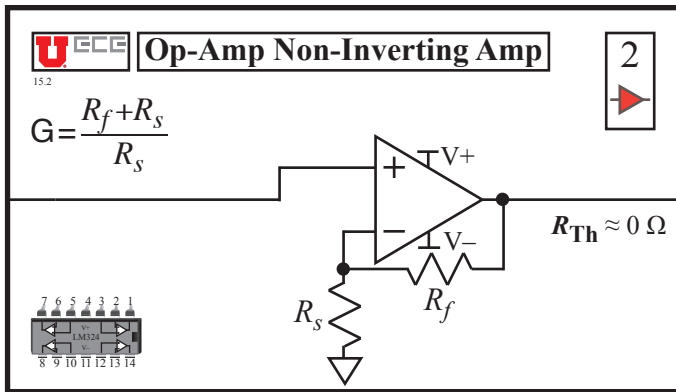 U ECE
Op-Amp Non-Inverting Amp
2
15.2
G = R_f+R_s / R_s
+
V+
−
V−
R_Th ≈ 0 Ω
R_f
R_s
7 6 5 4 3 2 1
V+
LM324
V−
8 9 10 11 12 13 14